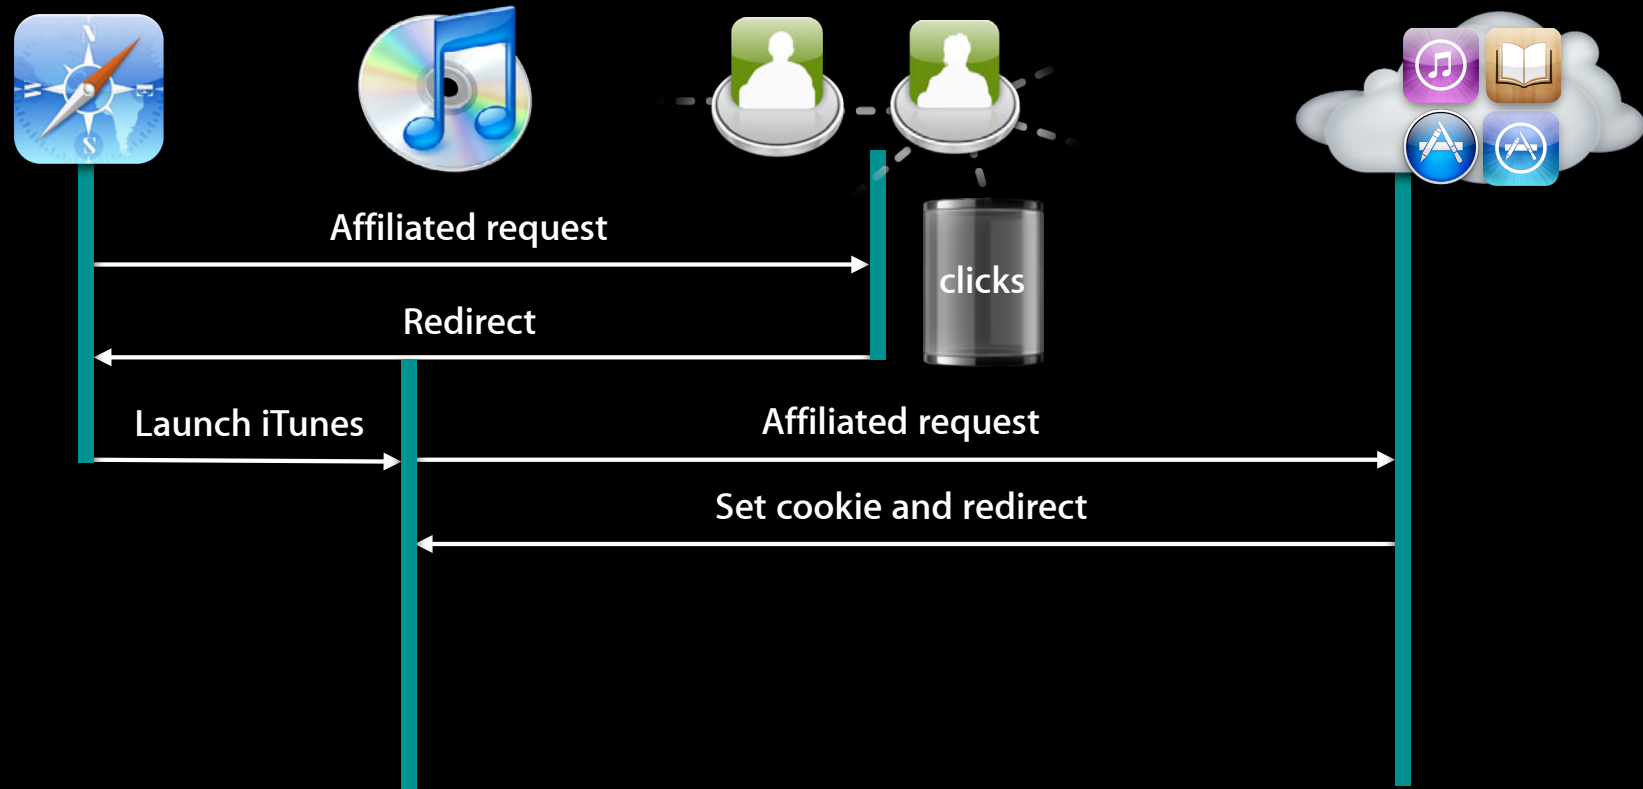 N
W
E
S
Affiliated request
clicks
Redirect
Launch iTunes
Affiliated request
Set cookie and redirect